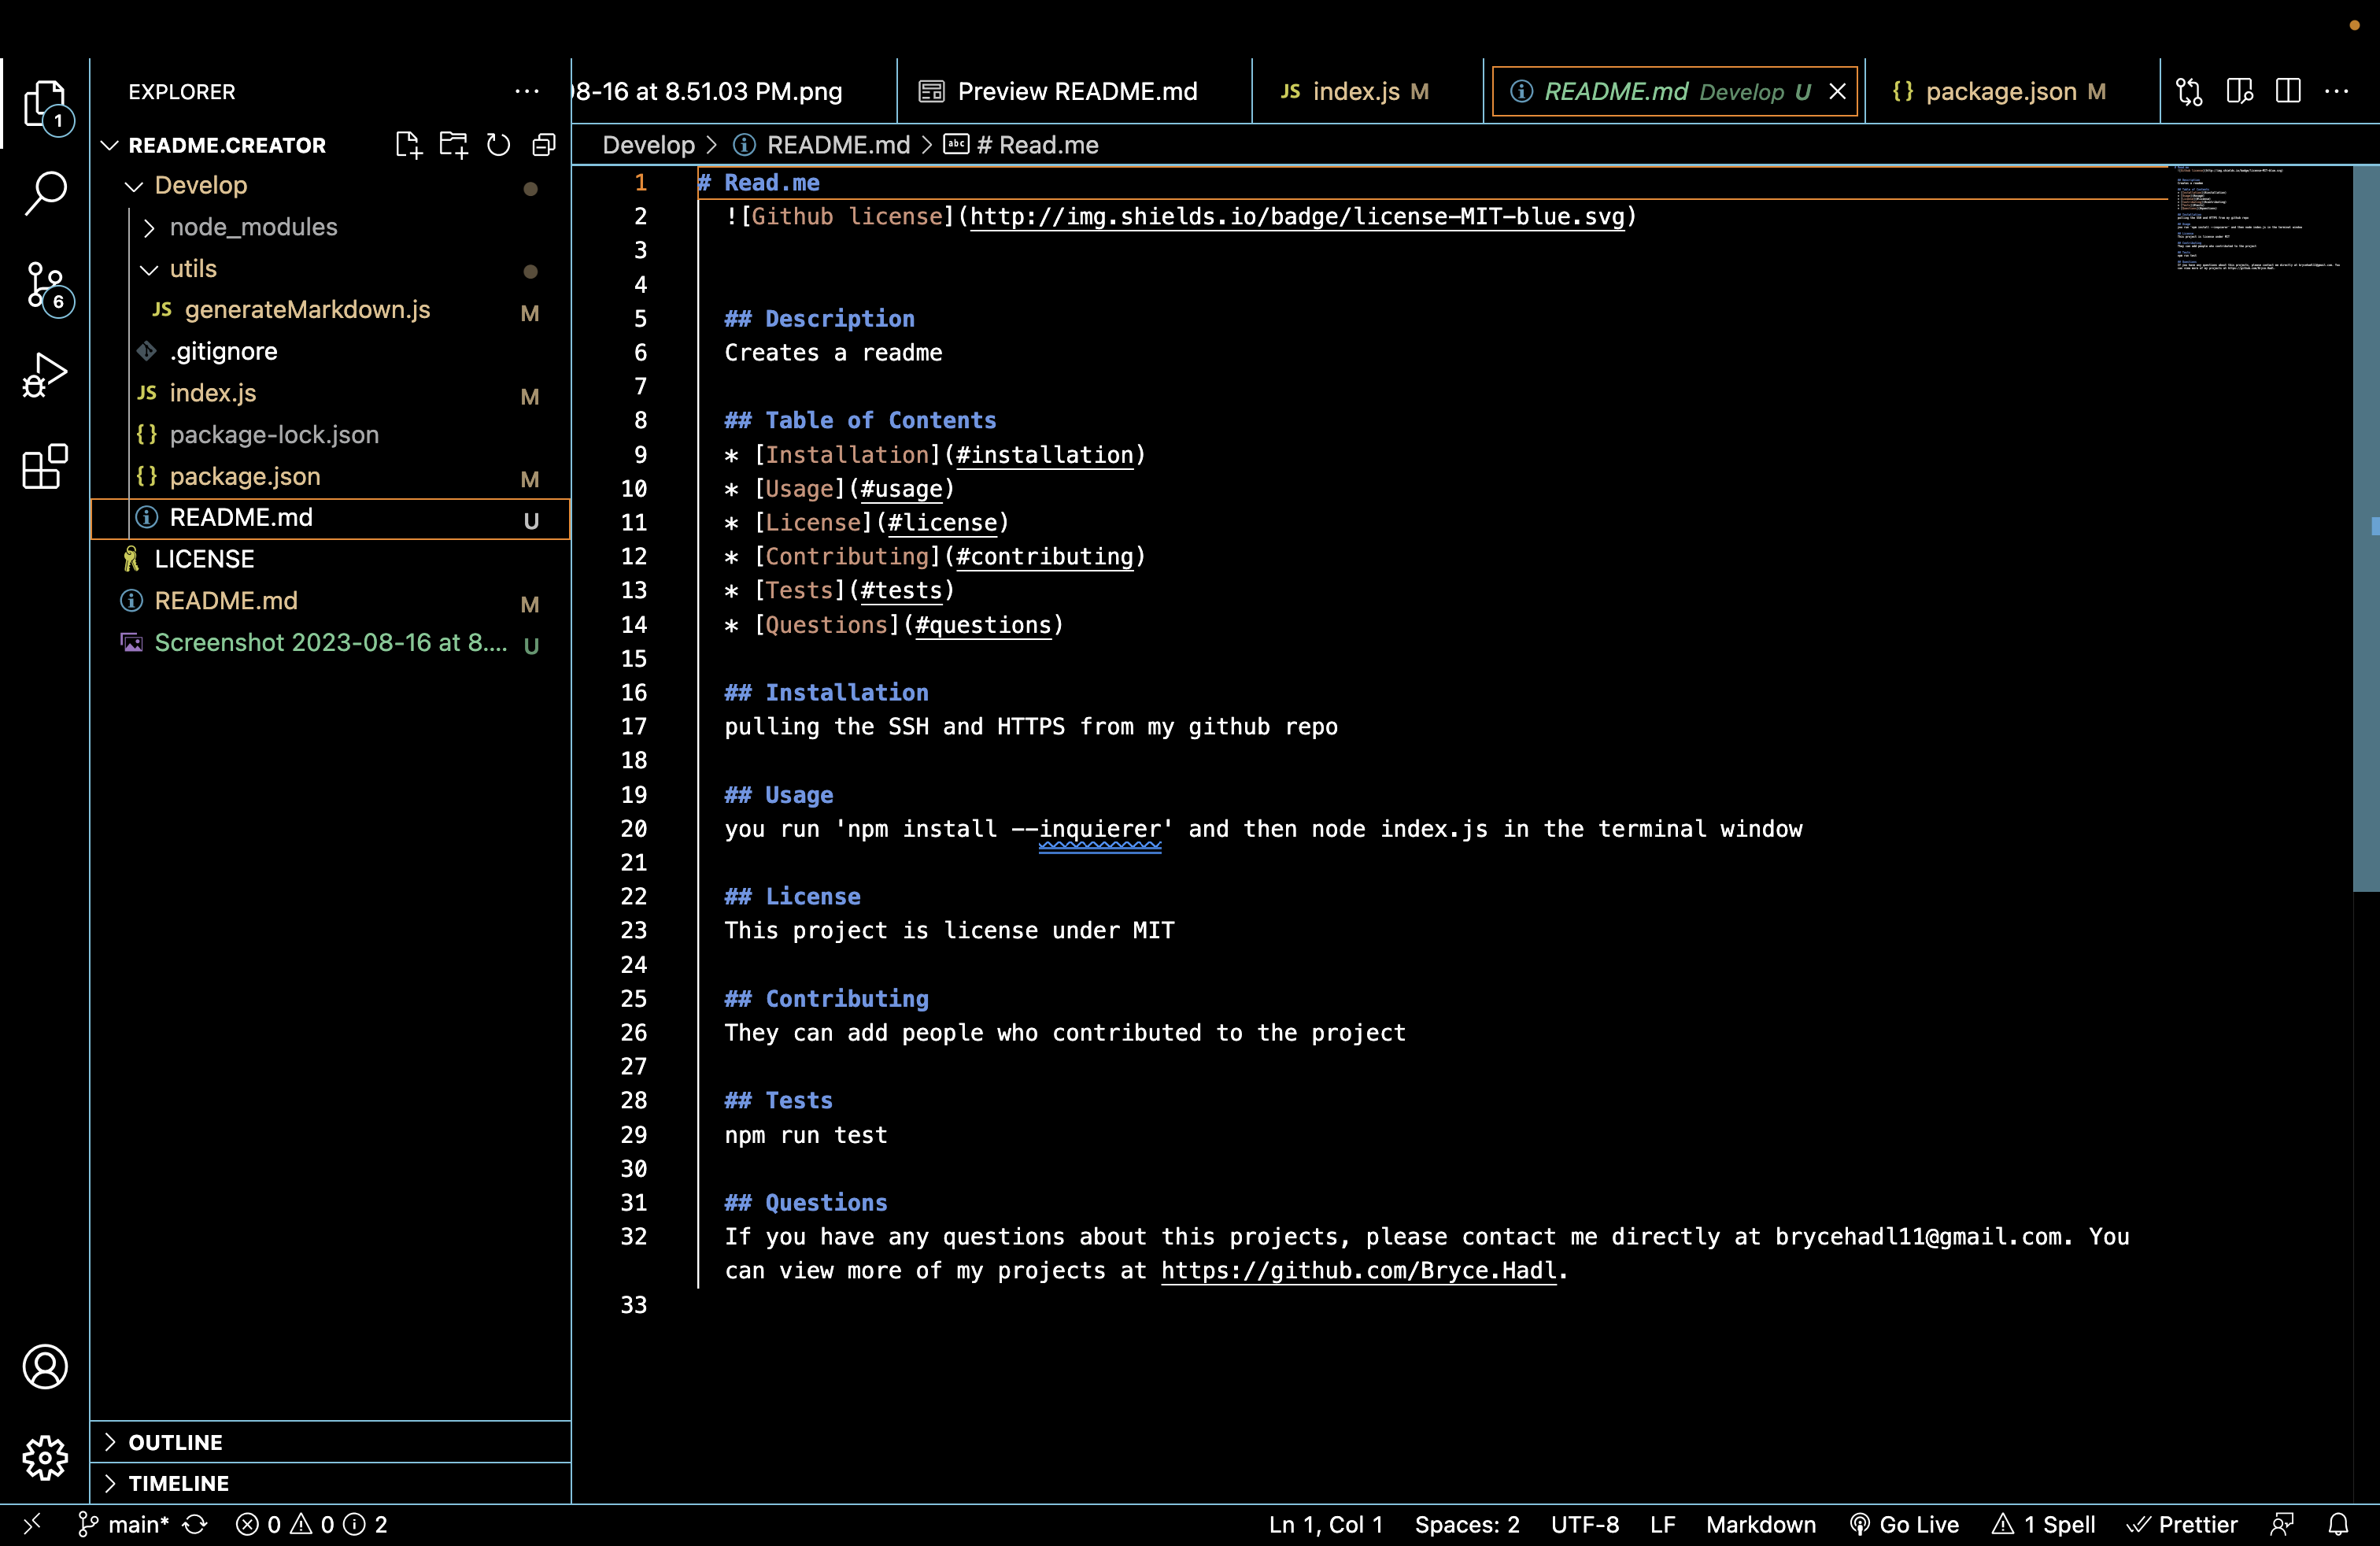 EXPLORER
8-16 at 8.51.03 PM.png
Preview README.md
JS index.js M
README.md Develop U
{} package.json M
1
README.CREATOR
Develop > README.md > # Read.me
Develop
node_modules
utils
JS generateMarkdown.js M
.gitignore
JS index.js M
{} package-lock.json
{} package.json M
README.md U
LICENSE
README.md M
Screenshot 2023-08-16 at 8.... U
6
1 # Read.me
2 ![Github license](http://img.shields.io/badge/license-MIT-blue.svg)
3
4
5 ## Description
6 Creates a readme
7
8 ## Table of Contents
9 * [Installation](#installation)
10 * [Usage](#usage)
11 * [License](#license)
12 * [Contributing](#contributing)
13 * [Tests](#tests)
14 * [Questions](#questions)
15
16 ## Installation
17 pulling the SSH and HTTPS from my github repo
18
19 ## Usage
20 you run 'npm install --inquierer' and then node index.js in the terminal window
21
22 ## License
23 This project is license under MIT
24
25 ## Contributing
26 They can add people who contributed to the project
27
28 ## Tests
29 npm run test
30
31 ## Questions
32 If you have any questions about this projects, please contact me directly at brycehadl11@gmail.com. You
can view more of my projects at https://github.com/Bryce.Hadl.
33
OUTLINE
TIMELINE
main* 0 0 2
Ln 1, Col 1 Spaces: 2 UTF-8 LF Markdown Go Live 1 Spell Prettier